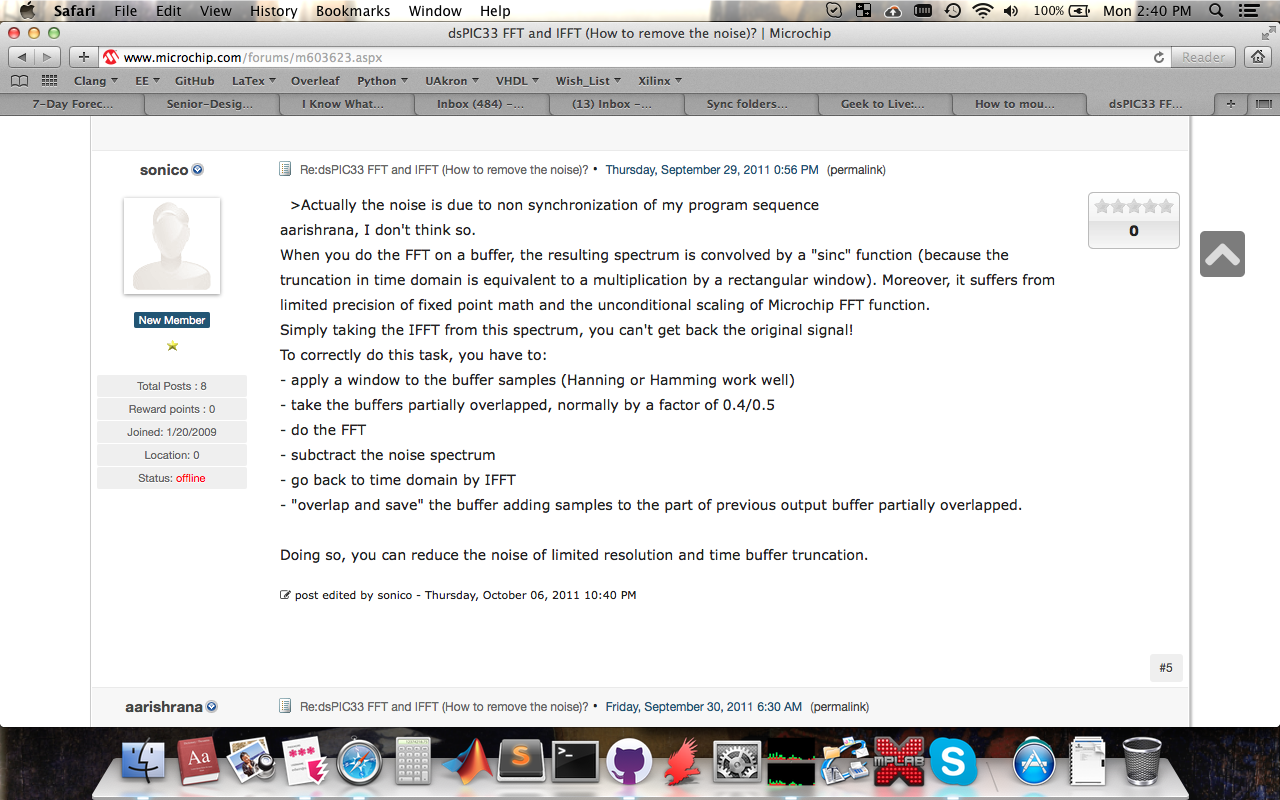 Safari File Edit View History Bookmarks Window Help 100% Mon 2:40 PM
dsPIC33 FFT and IFFT (How to remove the noise)? | Microchip
www.microchip.com/forums/m603623.aspx Reader
Clang EE GitHub LaTex Overleaf Python UAkron VHDL Wish_List Xilinx
7-Day Forec... Senior-Desig... I Know What... Inbox (484) -... (13) Inbox -... Sync folders... Geek to Live:... How to mou... dsPIC33 FF...
sonico Re:dsPIC33 FFT and IFFT (How to remove the noise)? • Thursday, September 29, 2011 0:56 PM (permalink)
>Actually the noise is due to non synchronization of my program sequence
aarishrana, I don't think so.
When you do the FFT on a buffer, the resulting spectrum is convolved by a "sinc" function (because the
truncation in time domain is equivalent to a multiplication by a rectangular window). Moreover, it suffers from
limited precision of fixed point math and the unconditional scaling of Microchip FFT function.
Simply taking the IFFT from this spectrum, you can't get back the original signal!
To correctly do this task, you have to:
- apply a window to the buffer samples (Hanning or Hamming work well)
- take the buffers partially overlapped, normally by a factor of 0.4/0.5
- do the FFT
- subctract the noise spectrum
- go back to time domain by IFFT
- "overlap and save" the buffer adding samples to the part of previous output buffer partially overlapped.
Doing so, you can reduce the noise of limited resolution and time buffer truncation.
post edited by sonico - Thursday, October 06, 2011 10:40 PM
0
New Member
Total Posts : 8
Reward points : 0
Joined: 1/20/2009
Location: 0
Status: offline
#5
aarishrana Re:dsPIC33 FFT and IFFT (How to remove the noise)? • Friday, September 30, 2011 6:30 AM (permalink)
Aa
S
>_
MPLAB
S
A